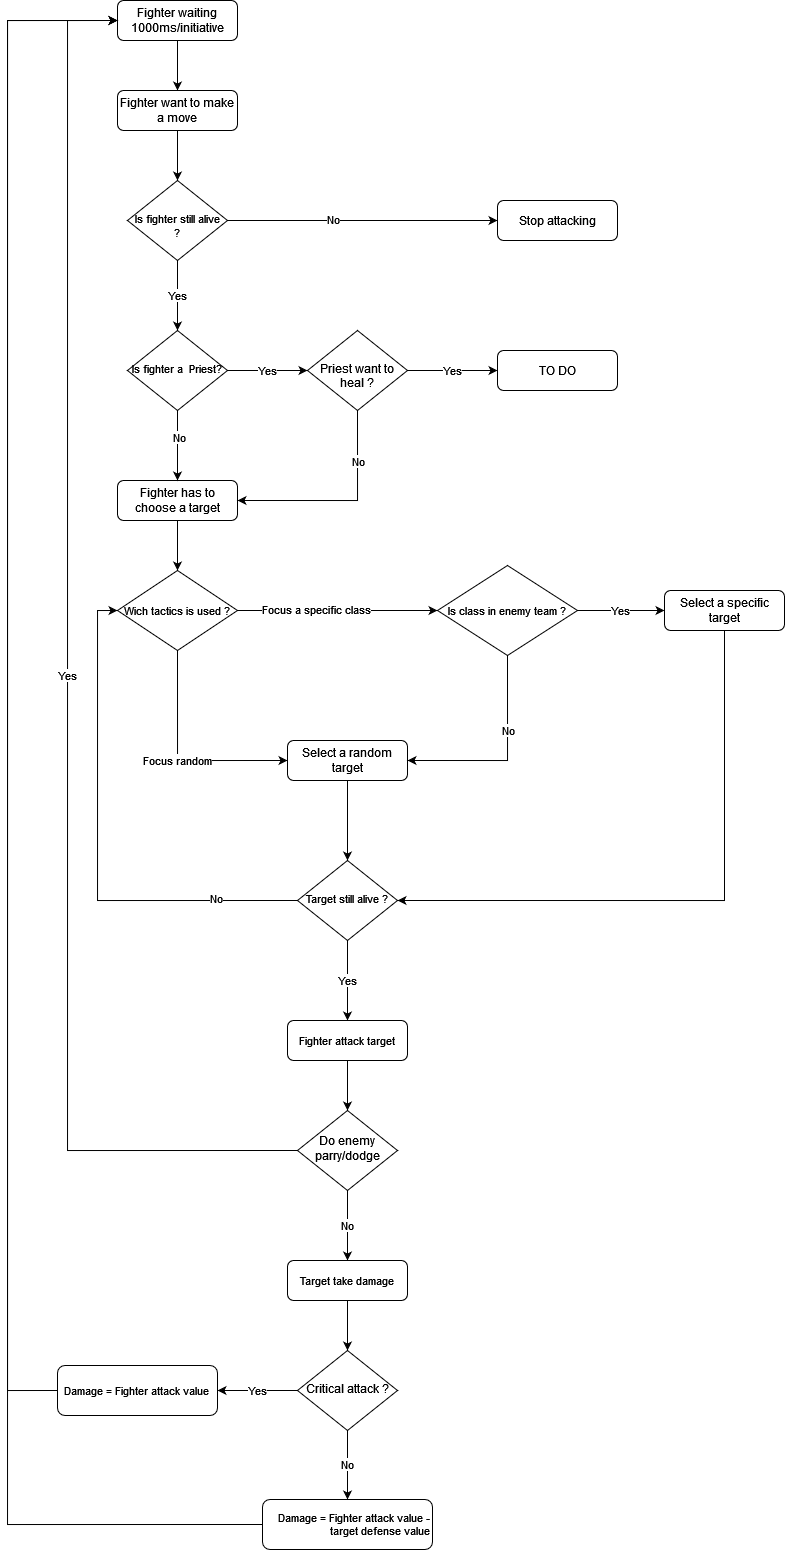 Fighter waiting
1000ms/initiative
Fighter want to make
a move
Is fighter still alive
?
No
Stop attacking
Yes
Is fighter a Priest?
Yes
Priest want to
heal ?
Yes
TO DO
No
No
Fighter has to
choose a target
Wich tactics is used ?
Focus a specific class
Is class in enemy team ?
Yes
Select a specific
target
Yes
No
Focus random
Select a random
target
No
Target still alive ?
Yes
Fighter attack target
Do enemy
parry/dodge
No
Target take damage
Damage = Fighter attack value
Yes
Critical attack ?
No
Damage = Fighter attack value -
target defense value